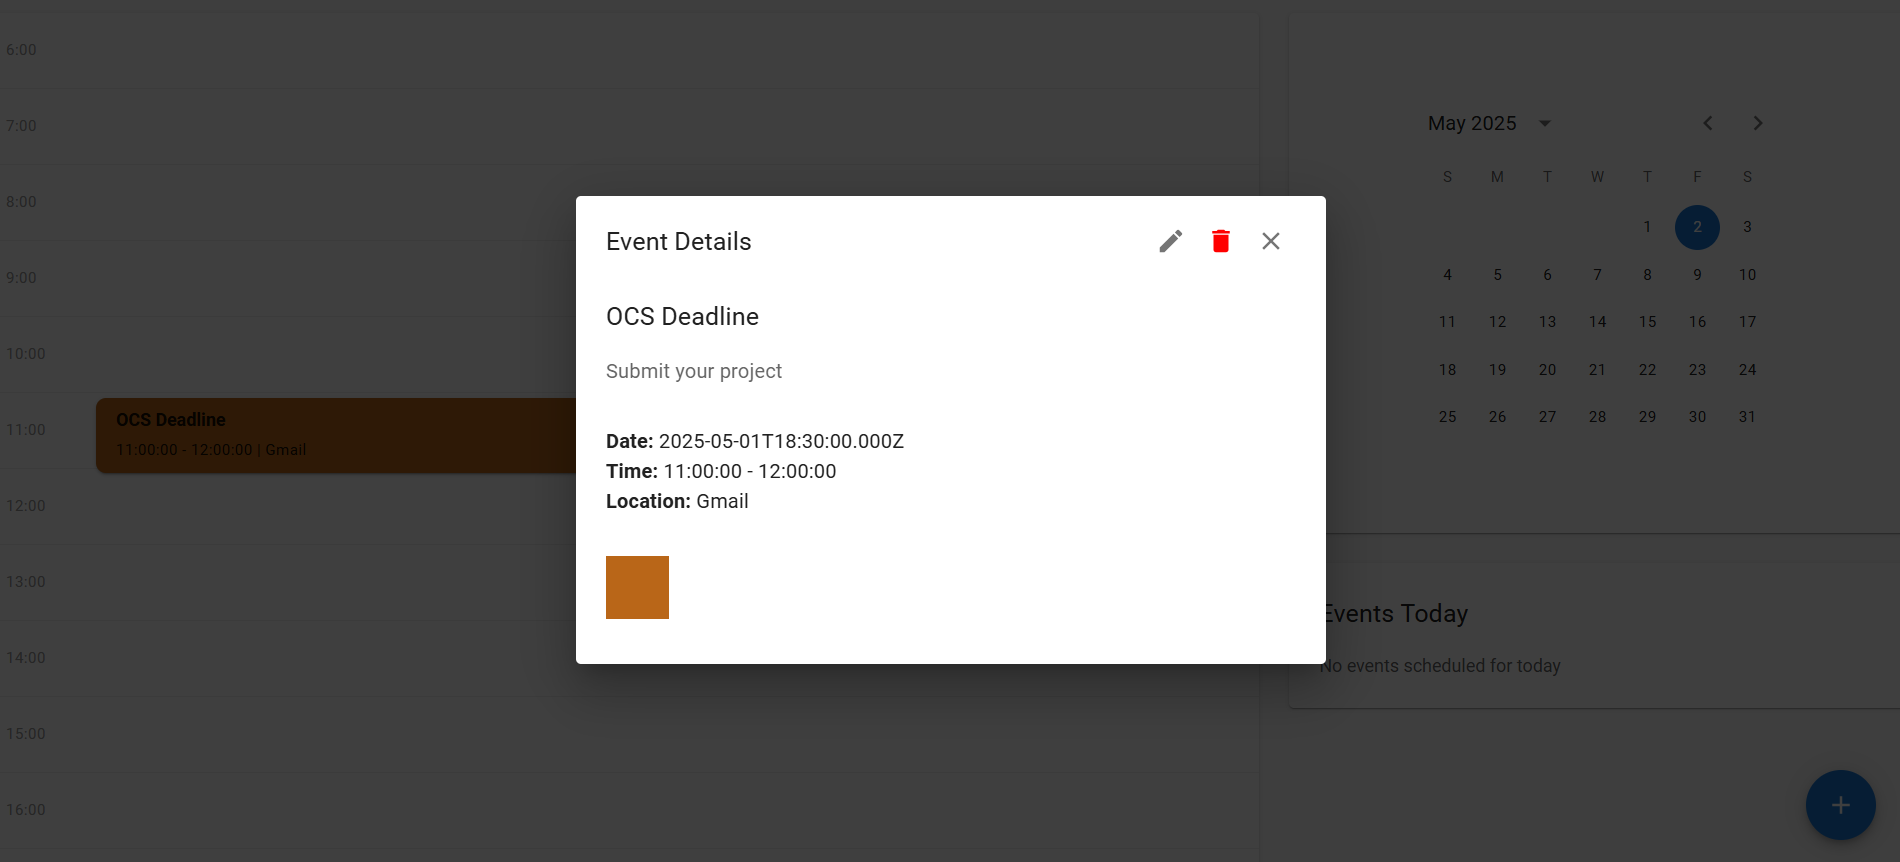 6:00
7:00
8:00
9:00
10:00
11:00
12:00
13:00
14:00
15:00
16:00
OCS Deadline
11:00:00 - 12:00:00 | Gmail
Event Details
OCS Deadline
Submit your project
Date: 2025-05-01T18:30:00.000Z
Time: 11:00:00 - 12:00:00
Location: Gmail
May 2025
S M T W T F S
1 2 3
4 5 6 7 8 9 10
11 12 13 14 15 16 17
18 19 20 21 22 23 24
25 26 27 28 29 30 31
Events Today
No events scheduled for today